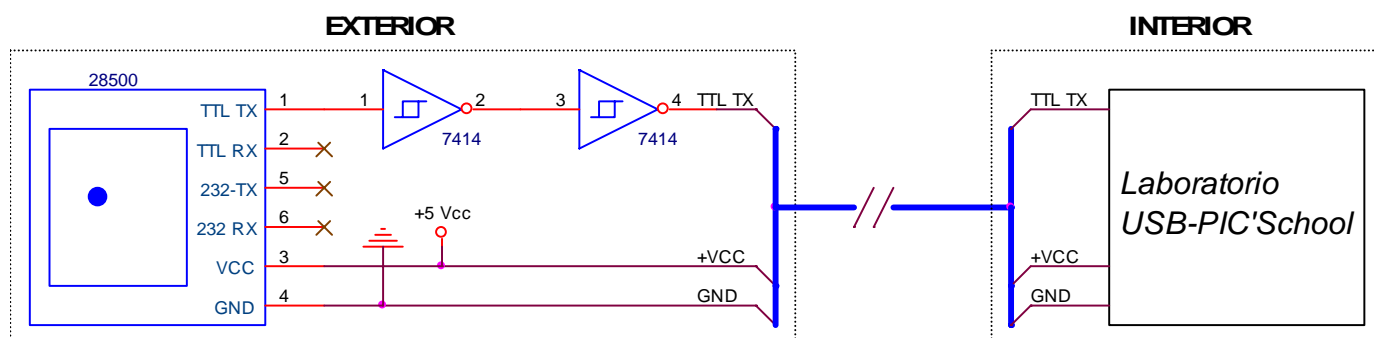 EXTERIOR
INTERIOR
28500
TTL TX
1
1
2
3
4
TTL TX
7414
7414
TTL RX
2
232-TX
5
232 RX
6
+5 Vcc
VCC
3
+VCC
GND
4
GND
TTL TX
Laboratorio
USB-PIC'School
+VCC
GND